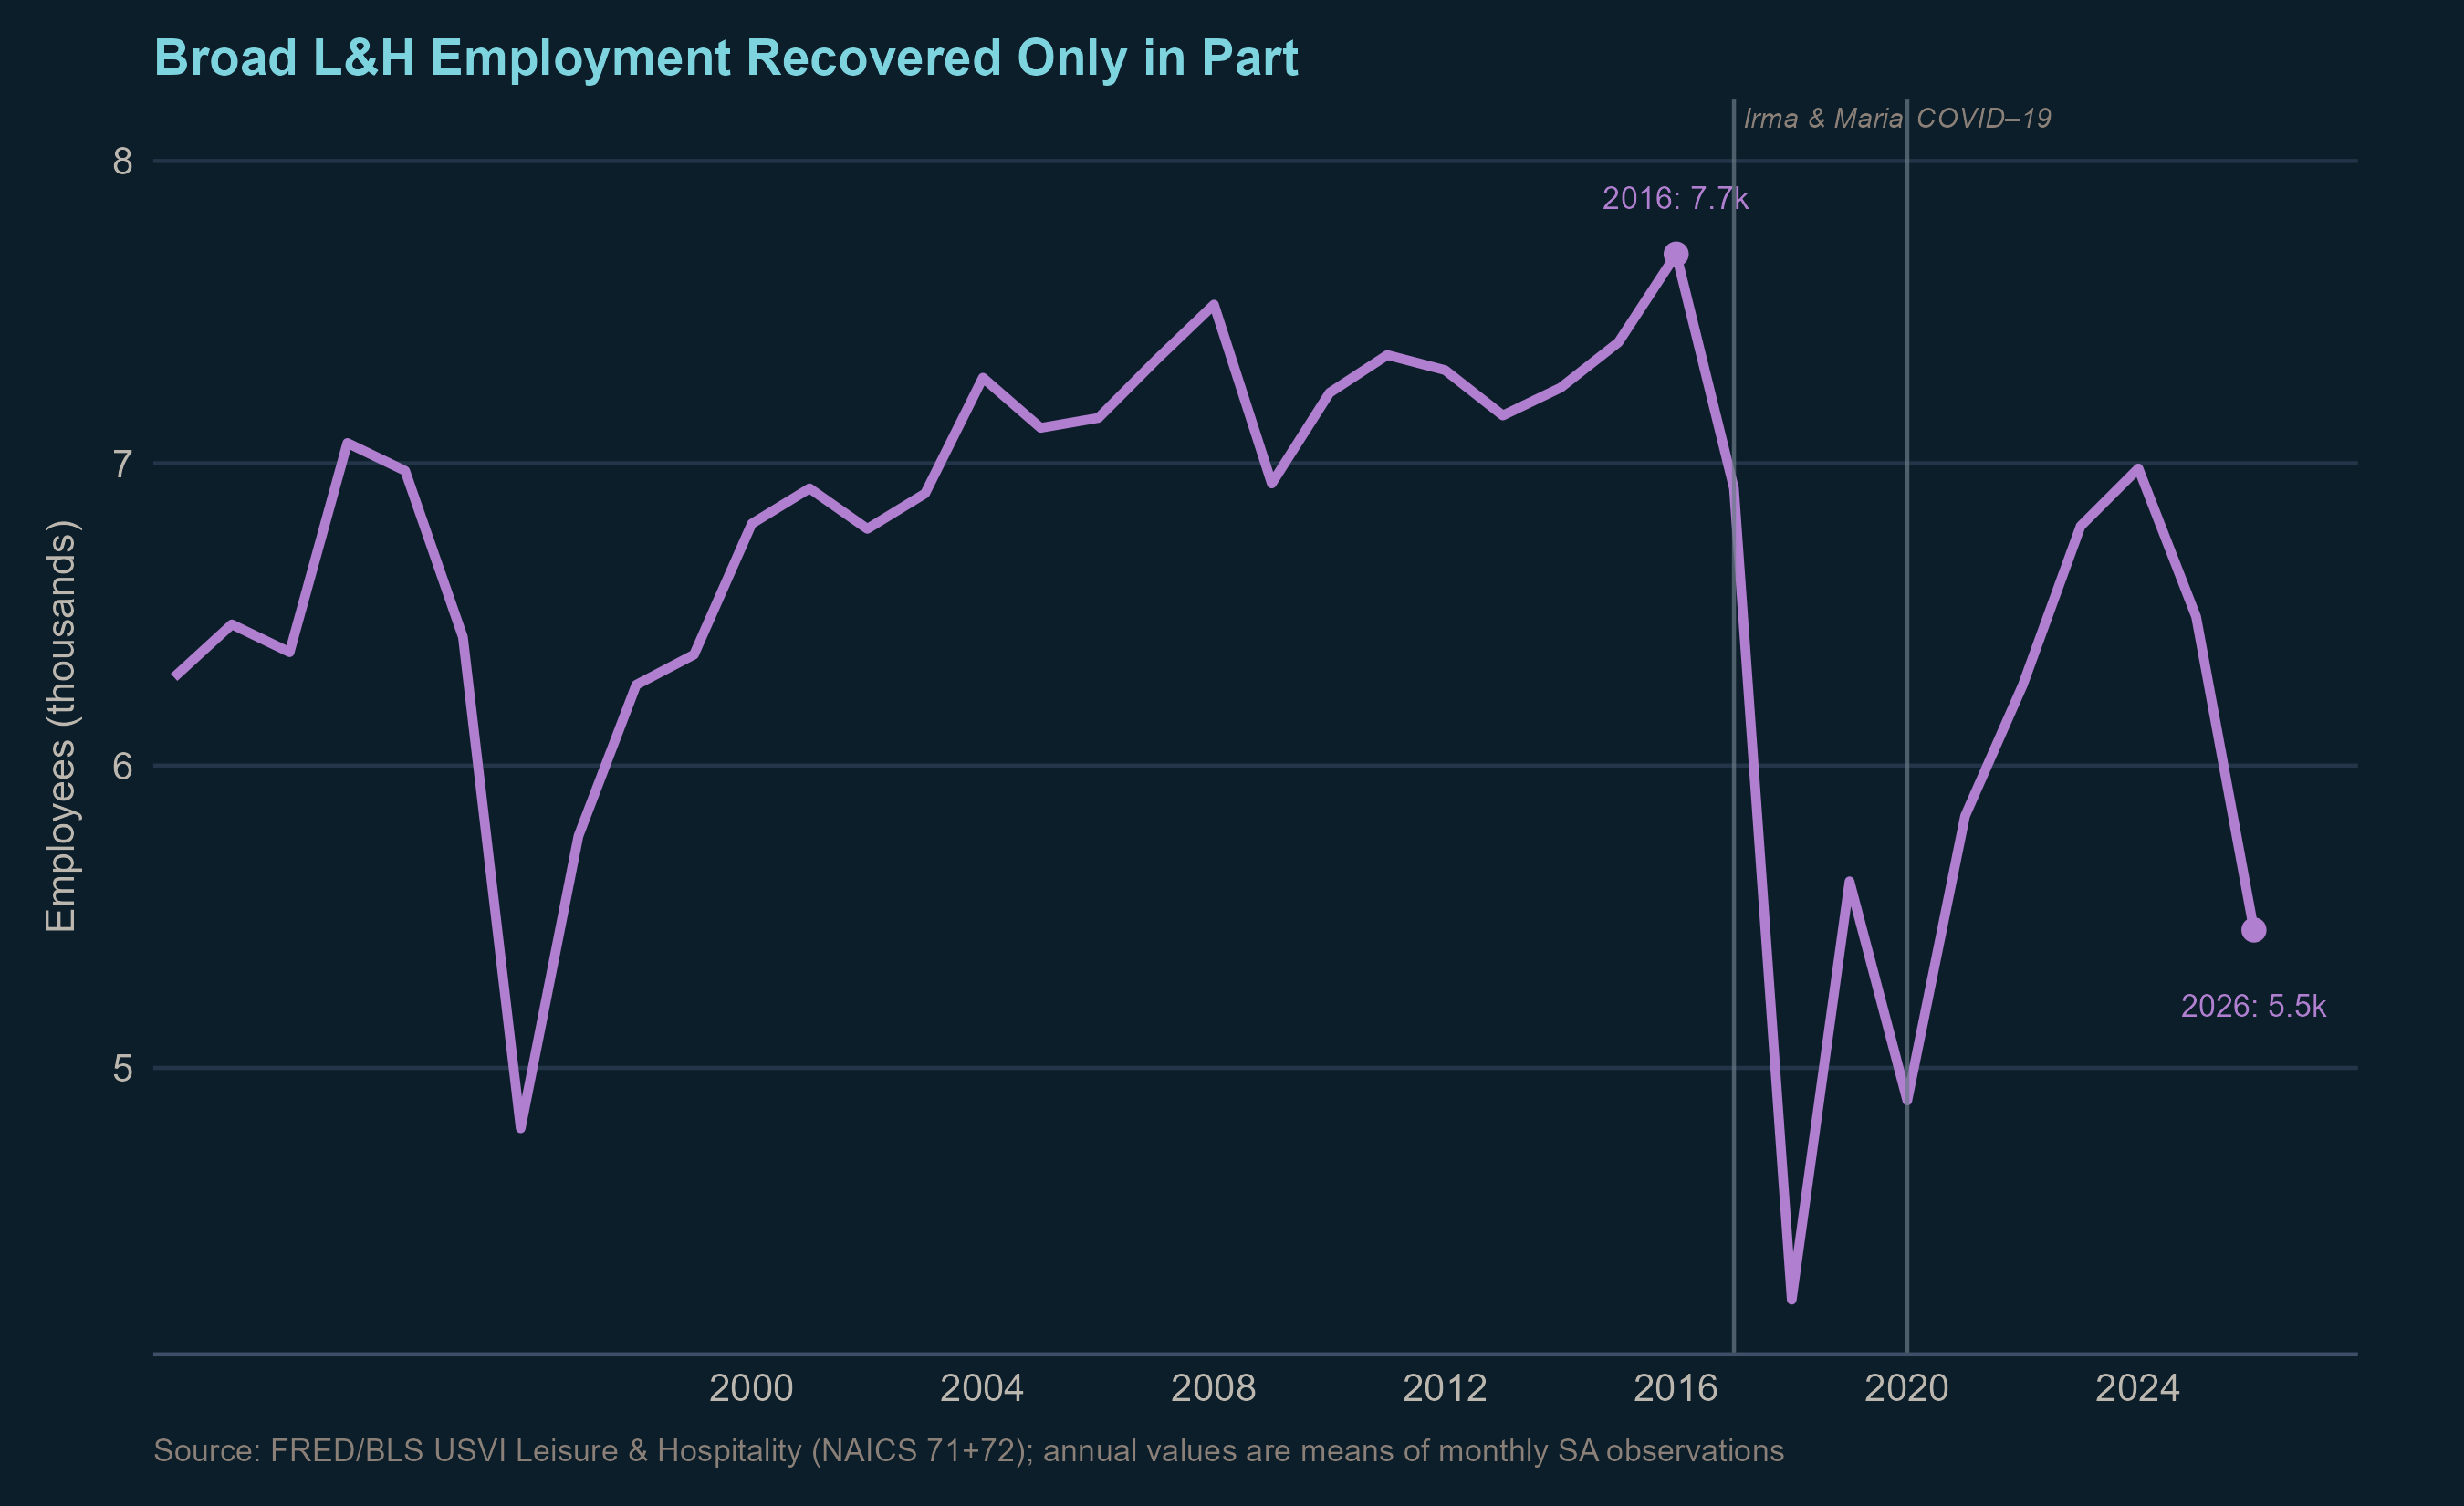 Broad L&H Employment Recovered Only in Part
Irma & Maria COVID–19
8
2016: 7.7k
7
Employees (thousands)
6
2026: 5.5k
5
2000 2004 2008 2012 2016 2020 2024
Source: FRED/BLS USVI Leisure & Hospitality (NAICS 71+72); annual values are means of monthly SA observations